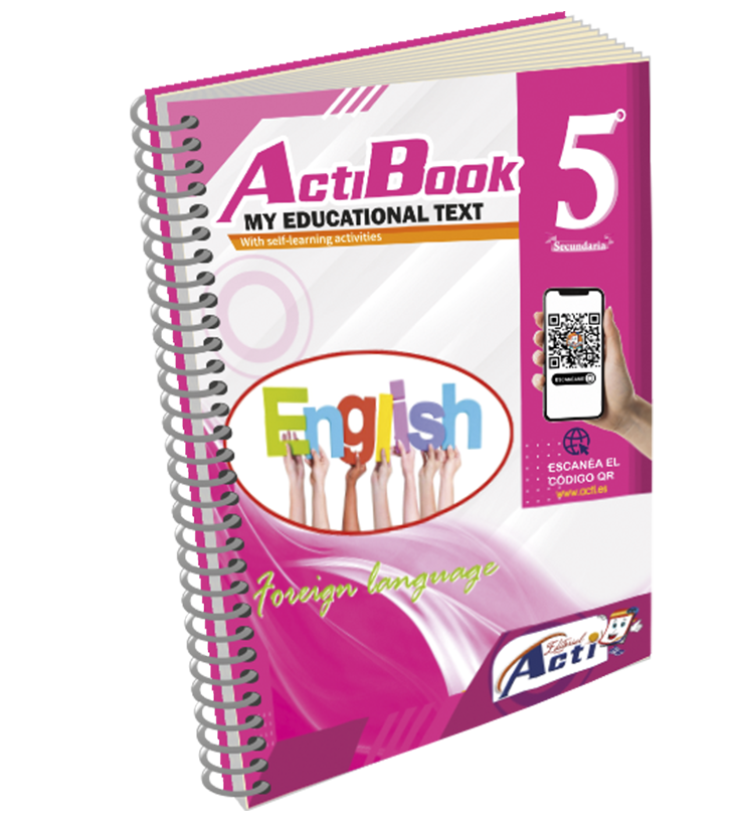 ActiBook
MY EDUCATIONAL TEXT
With self-learning activities
5°
Secundaria
English
ESCANÉA EL
CÓDIGO QR
www.acti.es
Foreign language
Editorial
Acti